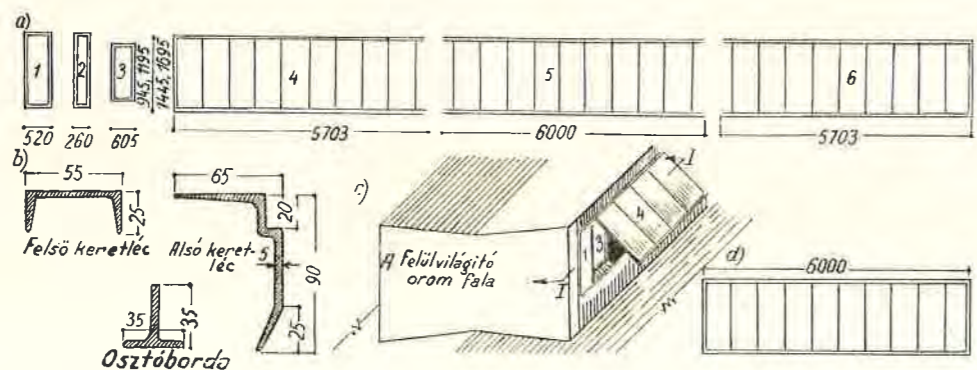 a)
1 2 3 4 5 6
945, 1195
1445, 1695
520 260 605 5703 6000 5703
b)
55
25
Felső keretléc
65
20
5
90
25
Alsó keret-
léc
35
35
Osztóborda
c)
Felülvilágító
orom fala
1
3
4
I
I
d)
6000